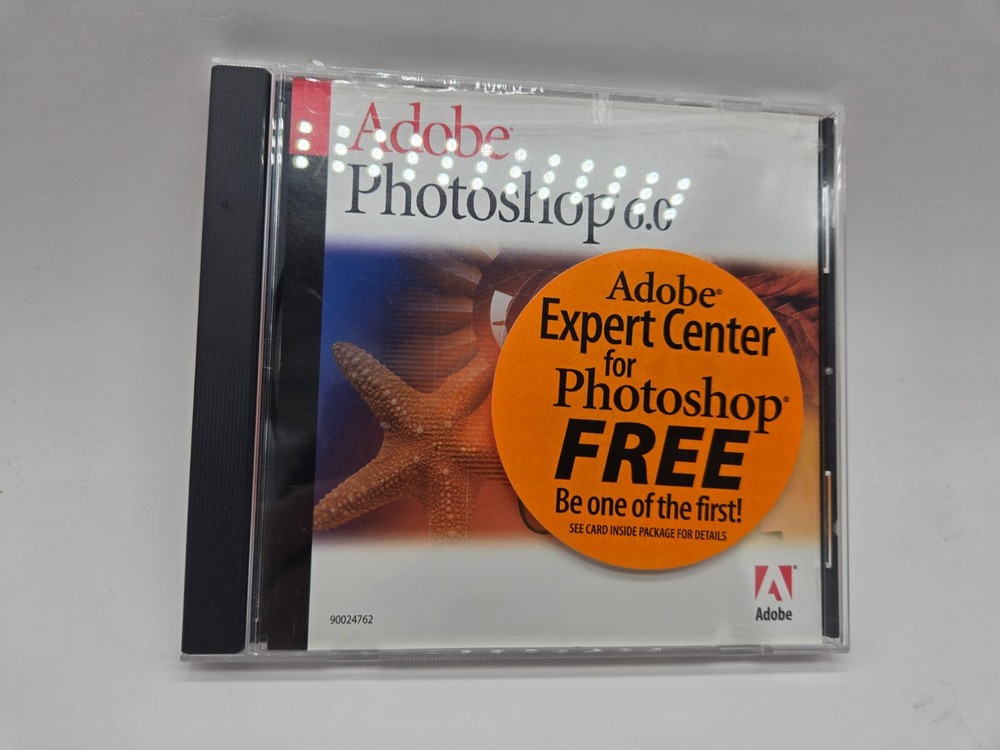 Adobe®
Photoshop 6.0
Adobe®
Expert Center
for
Photoshop®
FREE
Be one of the first!
SEE CARD INSIDE PACKAGE FOR DETAILS
Adobe
90024762